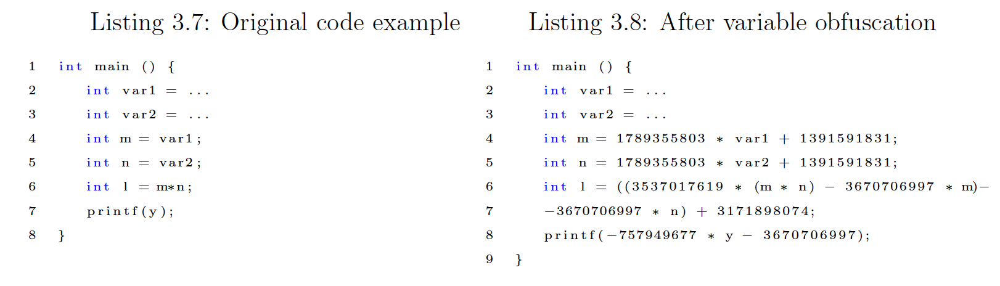 Listing 3.7: Original code example
1 int main () {
2 int var1 = ...
3 int var2 = ...
4 int m = var1;
5 int n = var2;
6 int l = m*n;
7 printf(y);
8 }
Listing 3.8: After variable obfuscation
1 int main () {
2 int var1 = ...
3 int var2 = ...
4 int m = 1789355803 * var1 + 1391591831;
5 int n = 1789355803 * var2 + 1391591831;
6 int l = ((3537017619 * (m * n) − 3670706997 * m)−
7 −3670706997 * n) + 3171898074;
8 printf(−757949677 * y − 3670706997);
9 }